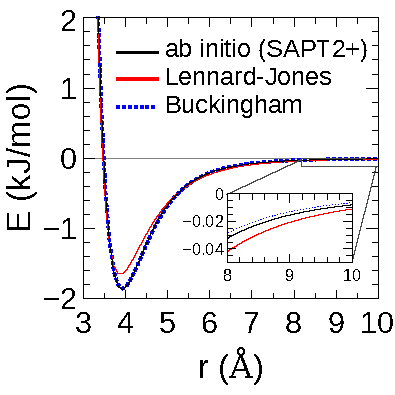 2
1
0
−1
−2
E (kJ/mol)
ab initio (SAPT2+)
Lennard-Jones
Buckingham
0
−0.02
−0.04
8 9 10
3 4 5 6 7 8 9 10
r (Å)